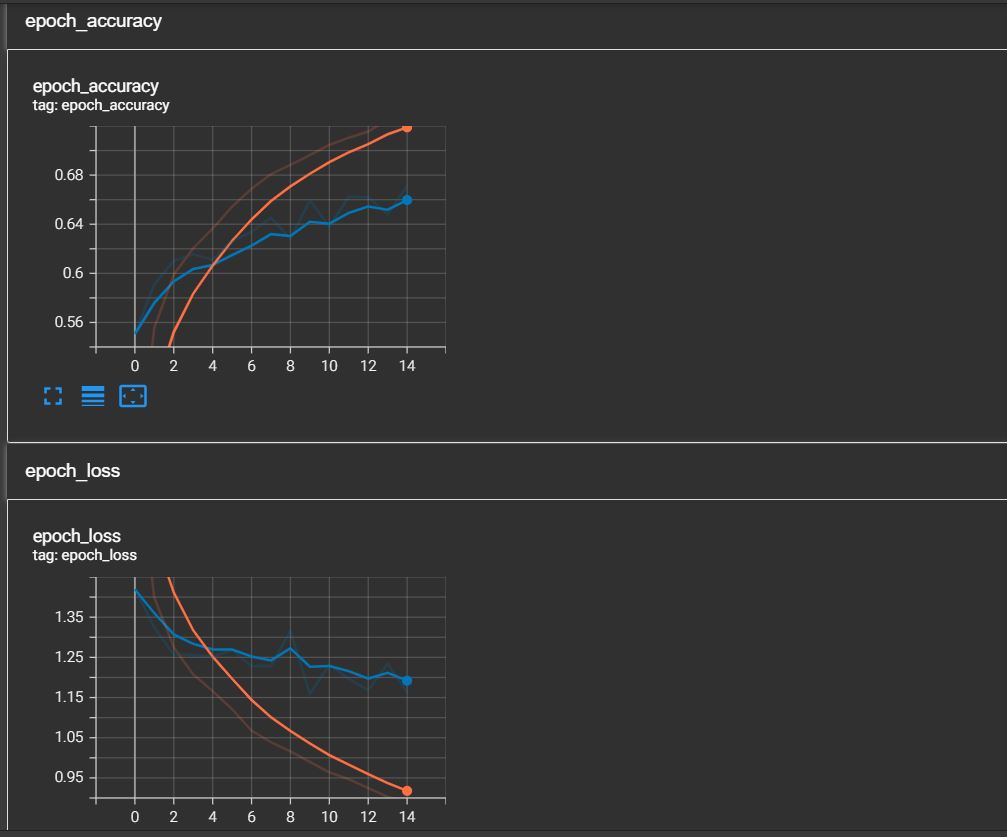 epoch_accuracy
epoch_accuracy
tag: epoch_accuracy
0.68
0.64
0.6
0.56
0 2 4 6 8 10 12 14
epoch_loss
epoch_loss
tag: epoch_loss
1.35
1.25
1.15
1.05
0.95
0 2 4 6 8 10 12 14